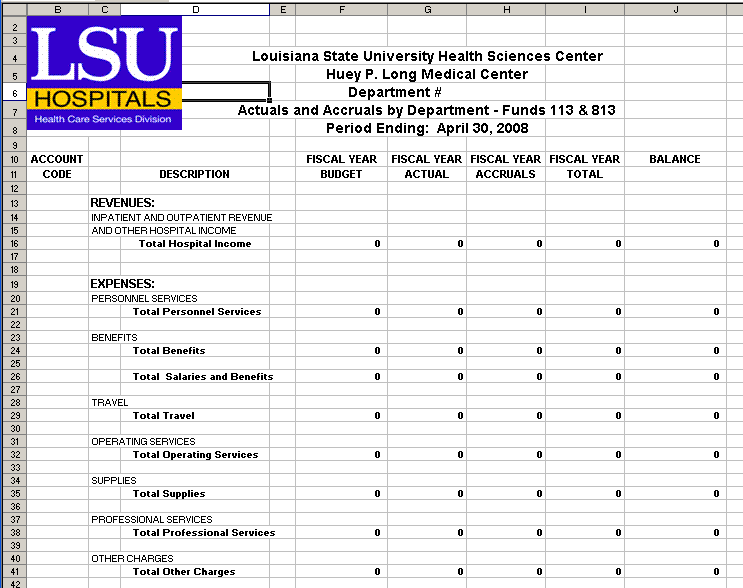 B C D E F G H I J
2
3
LSU
4 Louisiana State University Health Sciences Center
5 Huey P. Long Medical Center
6 HOSPITALS Department #
7 Health Care Services Division Actuals and Accruals by Department - Funds 113 & 813
8 Period Ending: April 30, 2008
9
10 ACCOUNT FISCAL YEAR FISCAL YEAR FISCAL YEAR FISCAL YEAR BALANCE
11 CODE DESCRIPTION BUDGET ACTUAL ACCRUALS TOTAL
12
13 REVENUES:
14 INPATIENT AND OUTPATIENT REVENUE
15 AND OTHER HOSPITAL INCOME
16 Total Hospital Income 0 0 0 0 0
17
18
19 EXPENSES:
20 PERSONNEL SERVICES
21 Total Personnel Services 0 0 0 0 0
22
23 BENEFITS
24 Total Benefits 0 0 0 0 0
25
26 Total Salaries and Benefits 0 0 0 0 0
27
28 TRAVEL
29 Total Travel 0 0 0 0 0
30
31 OPERATING SERVICES
32 Total Operating Services 0 0 0 0 0
33
34 SUPPLIES
35 Total Supplies 0 0 0 0 0
36
37 PROFESSIONAL SERVICES
38 Total Professional Services 0 0 0 0 0
39
40 OTHER CHARGES
41 Total Other Charges 0 0 0 0 0
42